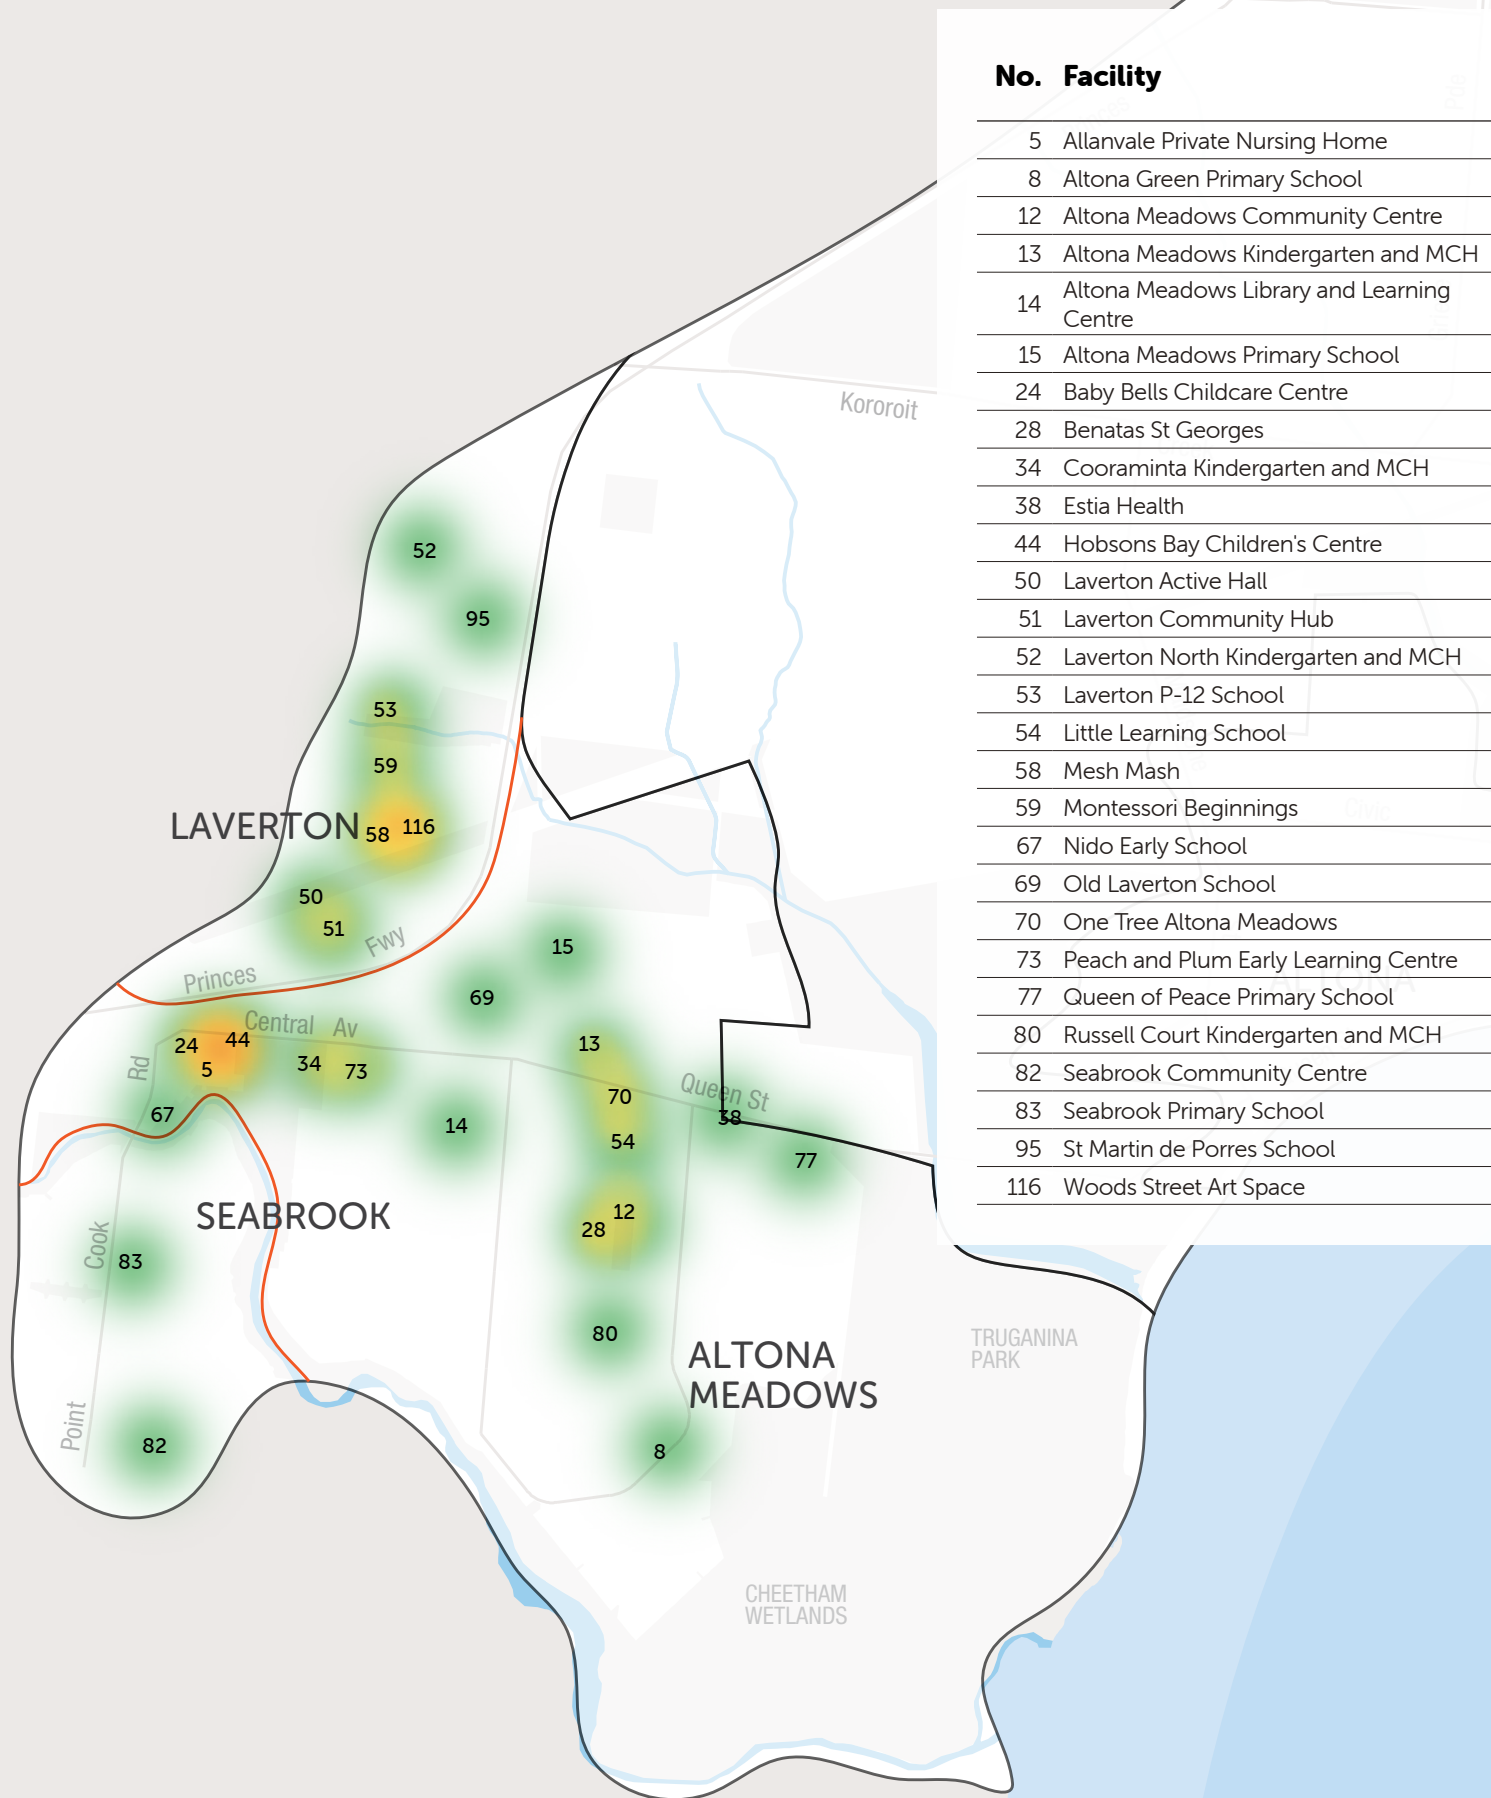 No. Facility
5 Allanvale Private Nursing Home
8 Altona Green Primary School
12 Altona Meadows Community Centre
13 Altona Meadows Kindergarten and MCH
14 Altona Meadows Library and Learning
Centre
15 Altona Meadows Primary School
24 Baby Bells Childcare Centre
28 Benatas St Georges
34 Cooraminta Kindergarten and MCH
38 Estia Health
44 Hobsons Bay Children's Centre
50 Laverton Active Hall
51 Laverton Community Hub
52 Laverton North Kindergarten and MCH
53 Laverton P-12 School
54 Little Learning School
58 Mesh Mash
59 Montessori Beginnings
67 Nido Early School
69 Old Laverton School
70 One Tree Altona Meadows
73 Peach and Plum Early Learning Centre
77 Queen of Peace Primary School
80 Russell Court Kindergarten and MCH
82 Seabrook Community Centre
83 Seabrook Primary School
95 St Martin de Porres School
116 Woods Street Art Space
Kororoit
52
95
53
59
LAVERTON
58
116
50
51
Fwy
Princes
15
69
Central Av
24
44
5
34
73
13
Rd
67
14
70
Queen St
38
54
77
SEABROOK
12
28
Cook
83
80
ALTONA
MEADOWS
TRUGANINA
PARK
Point
82
8
CHEETHAM
WETLANDS
Civic
ALTONA
Pde